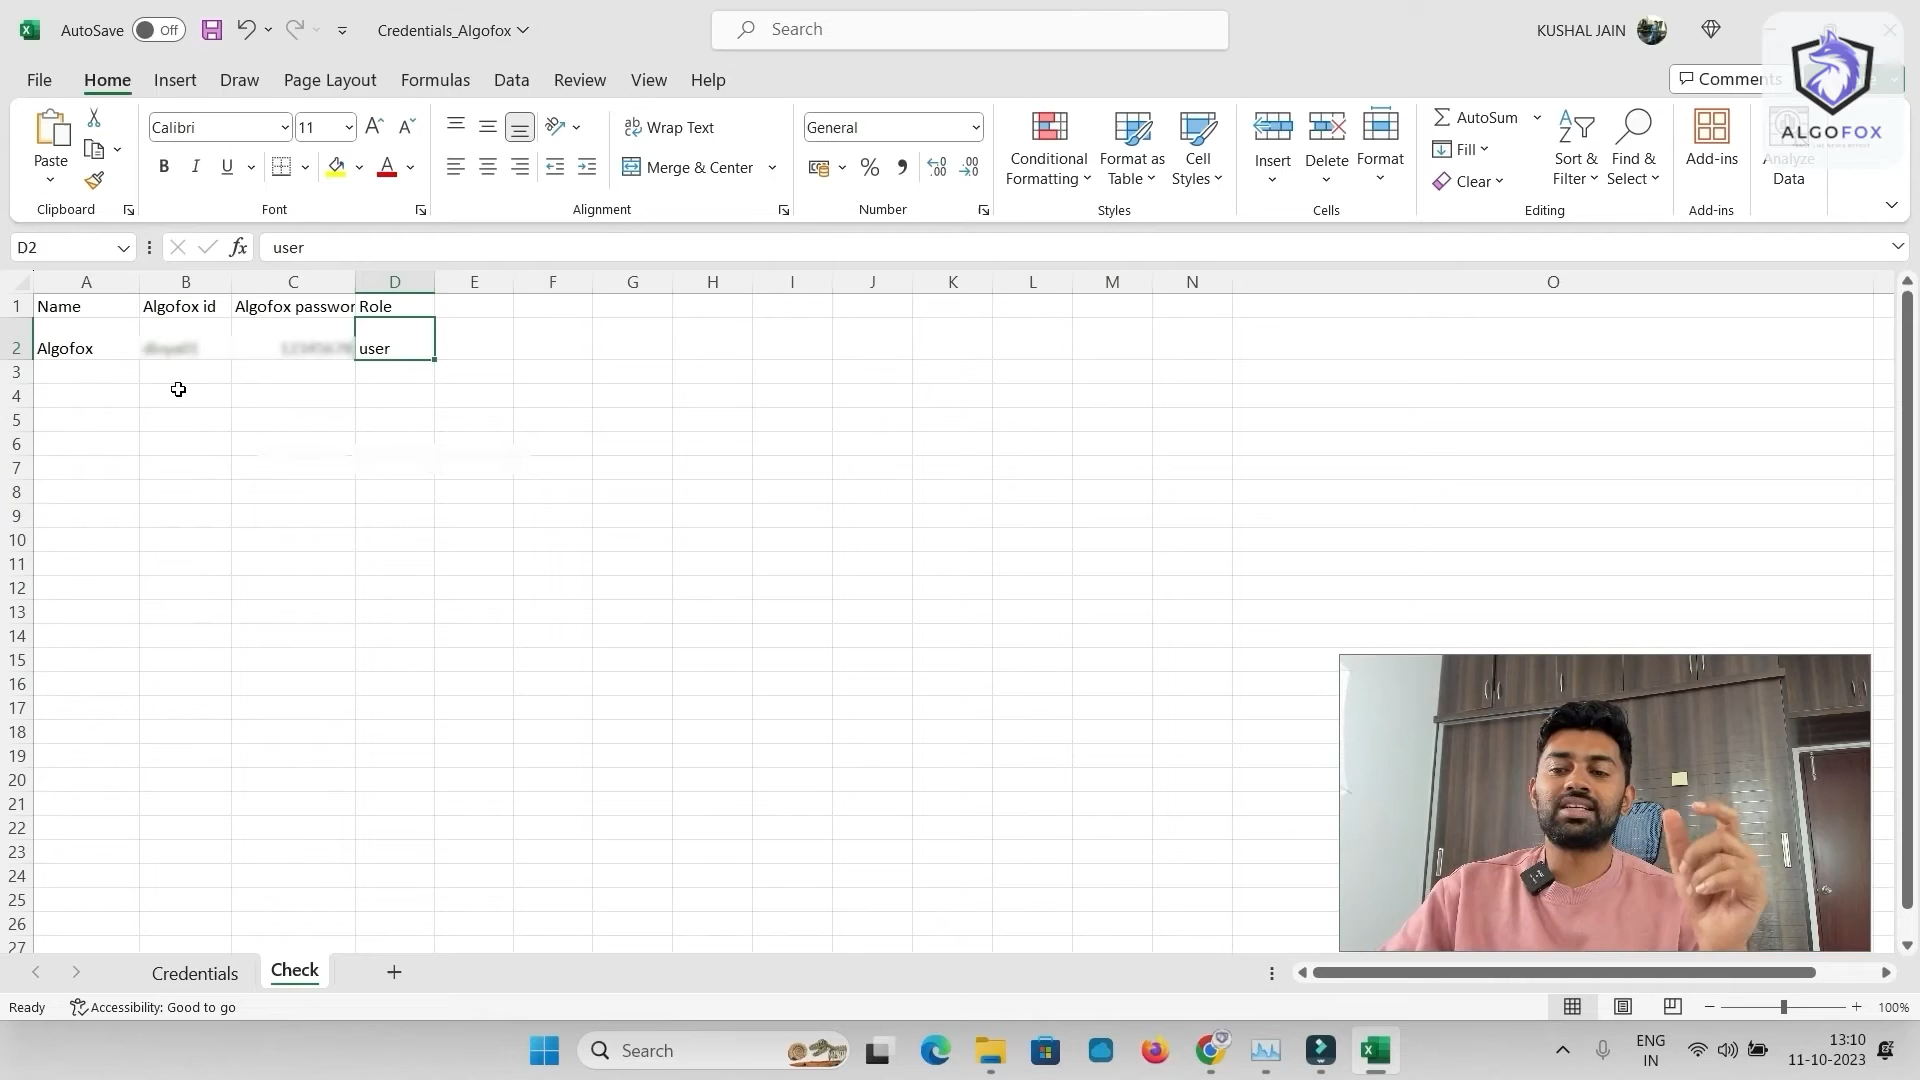 AutoSave Off Credentials_Algofox Search KUSHAL JAIN
File Home Insert Draw Page Layout Formulas Data Review View Help Comments
ALGOFOX
Paste
Calibri 11
B I U
Wrap Text
Merge & Center
General
Conditional Formatting
Format as Table
Cell Styles
Insert Delete Format
AutoSum
Fill
Clear
Sort & Filter
Find & Select
Add-ins
Analyze Data
Clipboard Font Alignment Number Styles Cells Editing Add-ins
D2 fx user
A B C D E F G H I J K L M N O
1 Name Algofox id Algofox passwor Role
2 Algofox user
3
4
5
6
7
8
9
10
11
12
13
14
15
16
17
18
19
20
21
22
23
24
25
26
27
Credentials Check
Ready Accessibility: Good to go 100%
Search
ENG
IN
13:10
11-10-2023